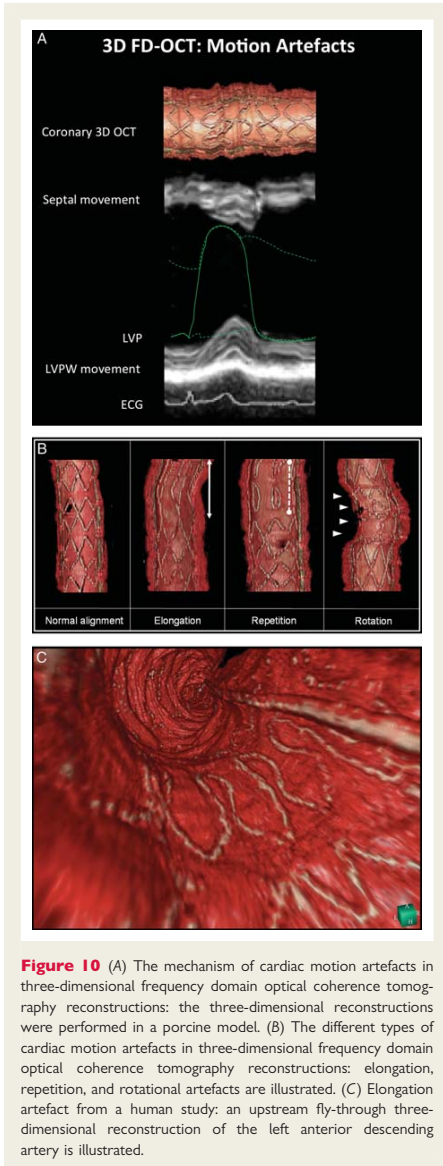 A
3D FD-OCT: Motion Artefacts
Coronary 3D OCT
Septal movement
LVP
LVPW movement
ECG
B
Normal alignment
Elongation
Repetition
Rotation
C
Figure 10 (A) The mechanism of cardiac motion artefacts in
three-dimensional frequency domain optical coherence tomog-
raphy reconstructions: the three-dimensional reconstructions
were performed in a porcine model. (B) The different types of
cardiac motion artefacts in three-dimensional frequency domain
optical coherence tomography reconstructions: elongation,
repetition, and rotational artefacts are illustrated. (C) Elongation
artefact from a human study: an upstream fly-through three-
dimensional reconstruction of the left anterior descending
artery is illustrated.